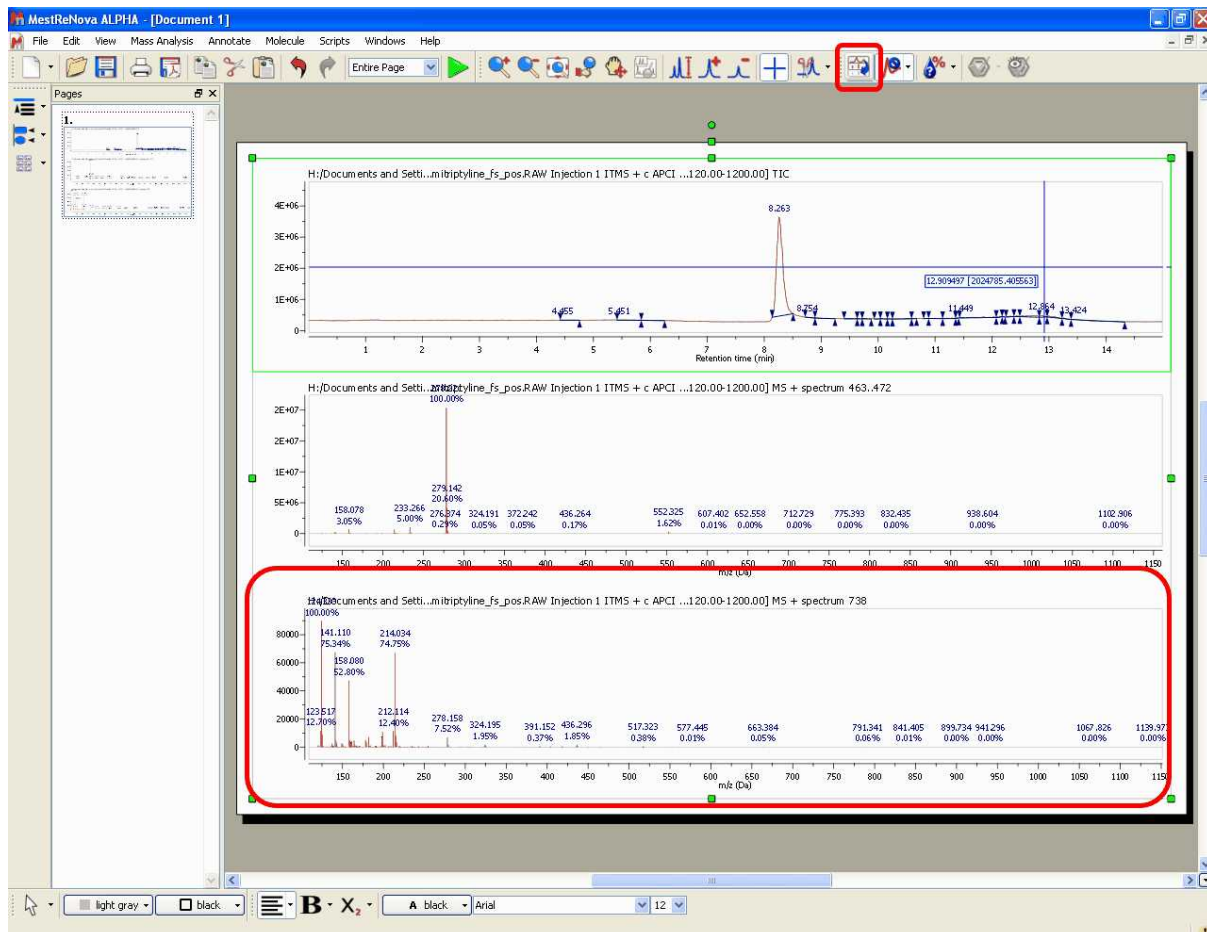 MestReNova ALPHA - [Document 1]
File Edit View Mass Analysis Annotate Molecule Scripts Windows Help
Entire Page
Pages
1.
H:/Documents and Setti...mitriptyline_fs_pos.RAW Injection 1 ITMS + c APCI ...120.00-1200.00] TIC
4E+06
3E+06
2E+06
1E+06
0
8.263
12.909497 [2024785.405563]
4.455 5.451 8.754 11.449 12.864 13.424
1 2 3 4 5 6 7 8 9 10 11 12 13 14
Retention time (min)
H:/Documents and Setti... RAW Injection 1 ITMS + c APCI ...120.00-1200.00] MS + spectrum 463..472
100.00%
2E+07
2E+07
1E+07
5E+06
0
279.142
20.60%
158.078 233.266 276.374 324.191 372.242 436.264 552.325 607.402 652.558 712.729 775.393 832.435 938.604 1102.906
3.05% 5.00% 0.29% 0.05% 0.05% 0.17% 1.62% 0.01% 0.00% 0.00% 0.00% 0.00% 0.00% 0.00%
150 200 250 300 350 400 450 500 550 600 650 700 750 800 850 900 950 1000 1050 1100 1150
m/z (Da)
and Setti...mitriptyline_fs_pos.RAW Injection 1 ITMS + c APCI ...120.00-1200.00] MS + spectrum 738
100.00%
80000
60000
40000
20000
0
141.110 214.034
75.34% 74.75%
158.080
52.80%
123.517 212.114 278.158 324.195 391.152 436.296 517.323 577.445 663.384 791.341 841.405 899.734 941.296 1067.826
12.70% 12.40% 7.52% 1.95% 0.37% 1.85% 0.38% 0.01% 0.05% 0.06% 0.01% 0.00% 0.00% 0.00% 0.00%
150 200 250 300 350 400 450 500 550 600 650 700 750 800 850 900 950 1000 1050 1100 1150
m/z (Da)
light gray black B X₂ A black Arial 12